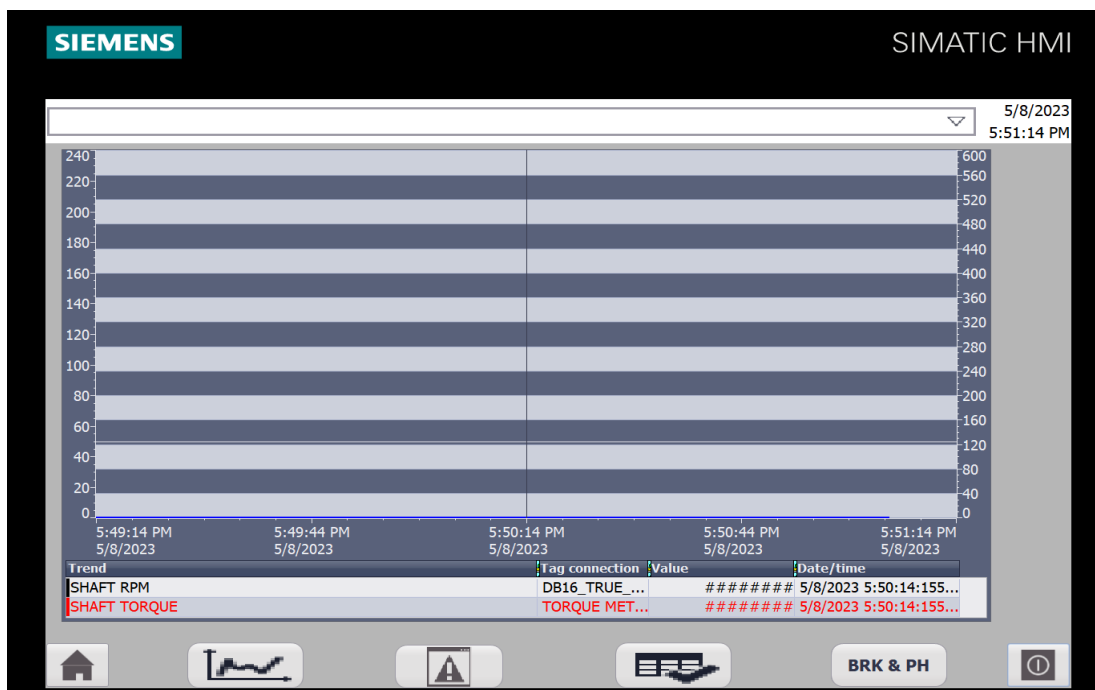 SIEMENS
SIMATIC HMI
5/8/2023
5:51:14 PM
240 600
220 560
200 520
180 480
160 440
140 400
120 360
100 320
80 280
60 240
40 200
20 160
0 120
80
40
0
5:49:14 PM 5:49:44 PM 5:50:14 PM 5:50:44 PM 5:51:14 PM
5/8/2023 5/8/2023 5/8/2023 5/8/2023 5/8/2023
Trend Tag connection Value Date/time
SHAFT RPM DB16_TRUE_... ######## 5/8/2023 5:50:14:155...
SHAFT TORQUE TORQUE MET... ######## 5/8/2023 5:50:14:155...
BRK & PH